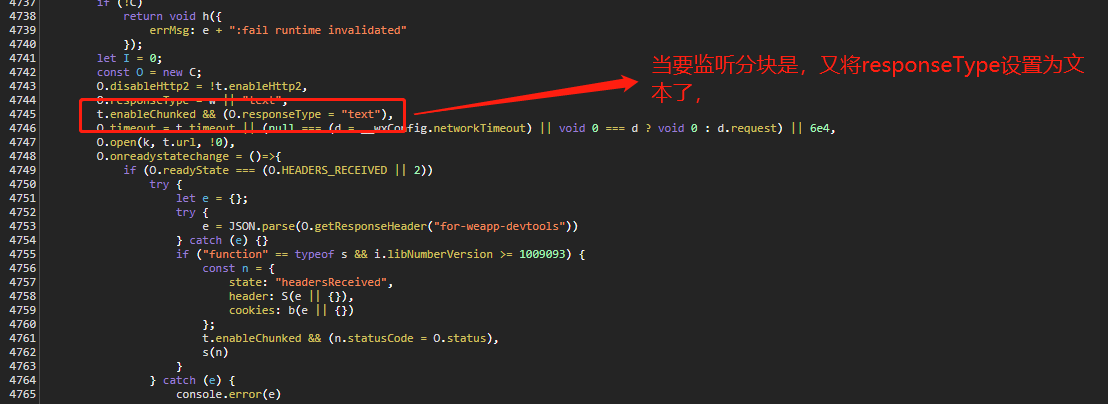 4737 if (!C)
4738 return void h({
4739 errMsg: e + ":fail runtime invalidated"
4740 });
4741 let I = 0;
4742 const O = new C;
4743 O.disableHttp2 = !t.enableHttp2,
4744 O.responseType = w || "text",
4745 t.enableChunked && (O.responseType = "text"),
4746 O.timeout = t.timeout || (null === (d = __wxConfig.networkTimeout) || void 0 === d ? void 0 : d.request) || 6e4,
4747 O.open(k, t.url, !0),
4748 O.onreadystatechange = ()=>{
4749 if (O.readyState === (O.HEADERS_RECEIVED || 2))
4750 try {
4751 let e = {};
4752 try {
4753 e = JSON.parse(O.getResponseHeader("for-weapp-devtools"))
4754 } catch (e) {}
4755 if ("function" == typeof s && i.libNumberVersion >= 1009093) {
4756 const n = {
4757 state: "headersReceived",
4758 header: S(e || {}),
4759 cookies: b(e || {})
4760 };
4761 t.enableChunked && (n.statusCode = O.status),
4762 s(n)
4763 }
4764 } catch (e) {
4765 console.error(e)
当要监听分块是，又将responseType设置为文
本了，